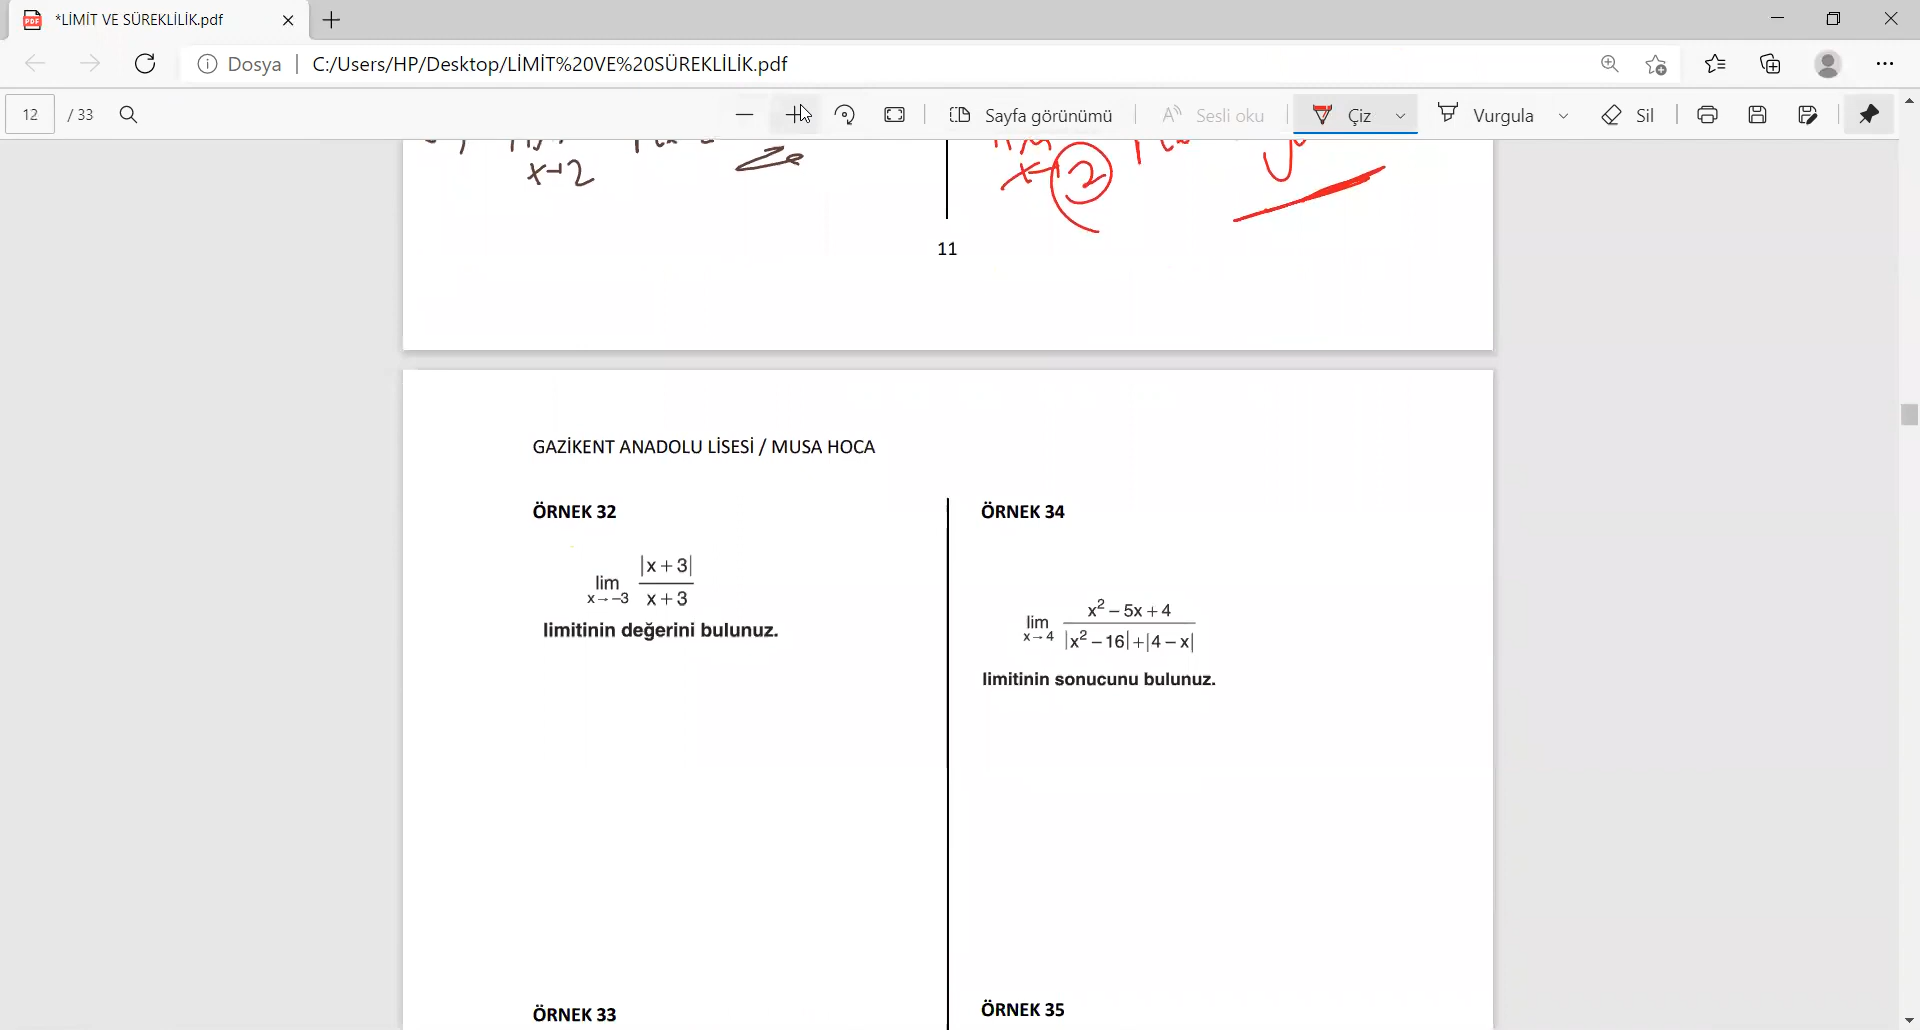 *LİMİT VE SÜREKLİLİK.pdf
Dosya | C:/Users/HP/Desktop/LİMİT%20VE%20SÜREKLİLİK.pdf
12 / 33
Sayfa görünümü
Sesli oku
Çiz
Vurgula
Sil
x→2
x→2
11
GAZİKENT ANADOLU LİSESİ / MUSA HOCA
ÖRNEK 32
lim x→-3 |x+3| / x+3
limitinin değerini bulunuz.
ÖRNEK 33
ÖRNEK 34
lim x→4 x² – 5x + 4 / |x² – 16|+|4 – x|
limitinin sonucunu bulunuz.
ÖRNEK 35